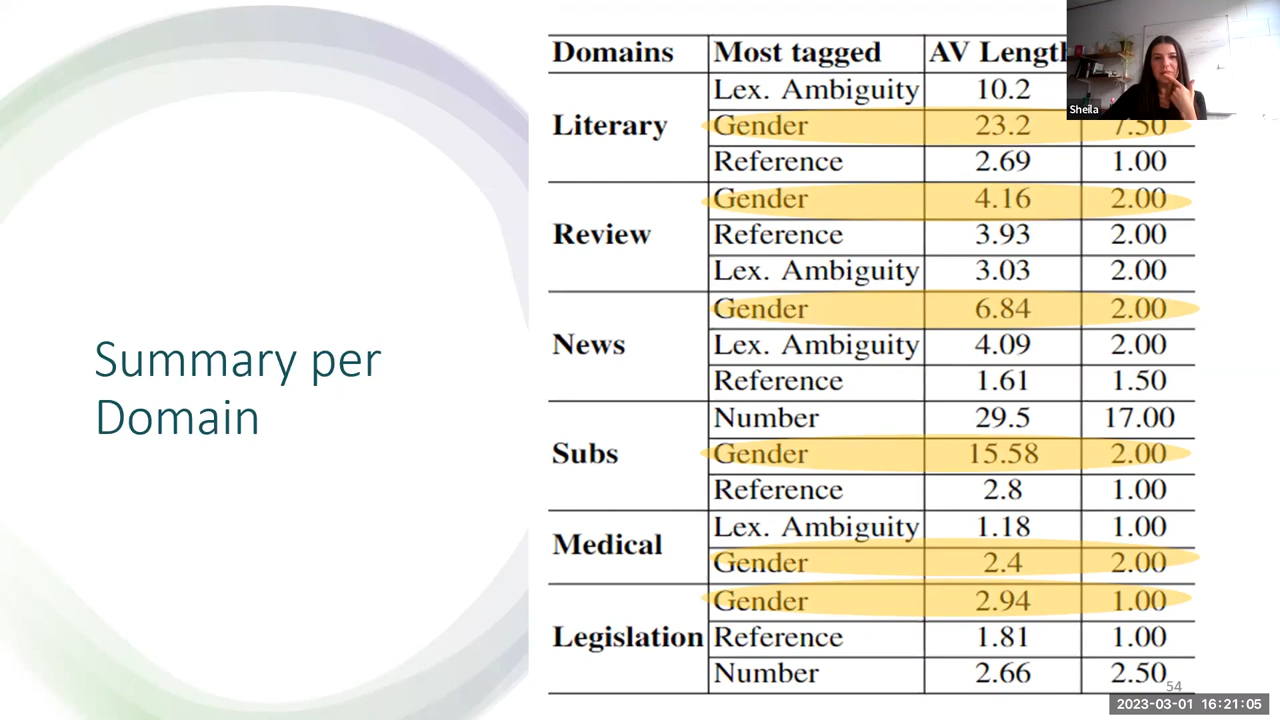 Summary per
Domain
Domains Most tagged AV Length
Literary
Lex. Ambiguity 10.2
Gender 23.2 7.50
Reference 2.69 1.00
Review
Gender 4.16 2.00
Reference 3.93 2.00
Lex. Ambiguity 3.03 2.00
News
Gender 6.84 2.00
Lex. Ambiguity 4.09 2.00
Reference 1.61 1.50
Subs
Number 29.5 17.00
Gender 15.58 2.00
Reference 2.8 1.00
Medical
Lex. Ambiguity 1.18 1.00
Gender 2.4 2.00
Legislation
Gender 2.94 1.00
Reference 1.81 1.00
Number 2.66 2.50
Sheila
54
2023-03-01 16:21:05